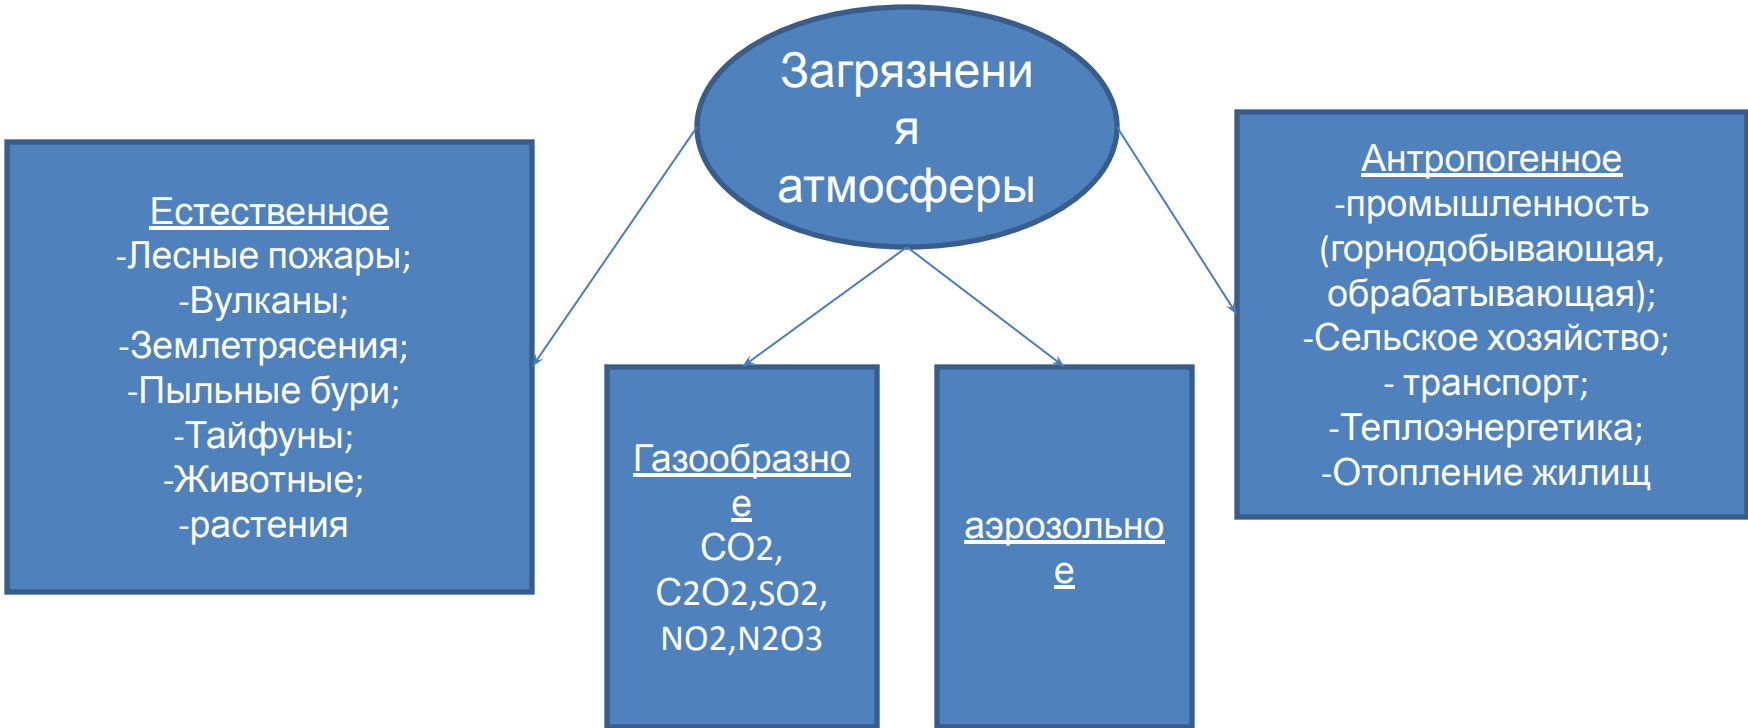 Загрязнени
я
атмосферы
Естественное
-Лесные пожары;
-Вулканы;
-Землетрясения;
-Пыльные бури;
-Тайфуны;
-Животные;
-растения
Газообразно
е
СО2,
С2О2,SO2,
NO2,N2O3
аэрозольно
е
Антропогенное
-промышленность
(горнодобывающая,
обрабатывающая);
-Сельское хозяйство;
- транспорт;
-Теплоэнергетика;
-Отопление жилищ